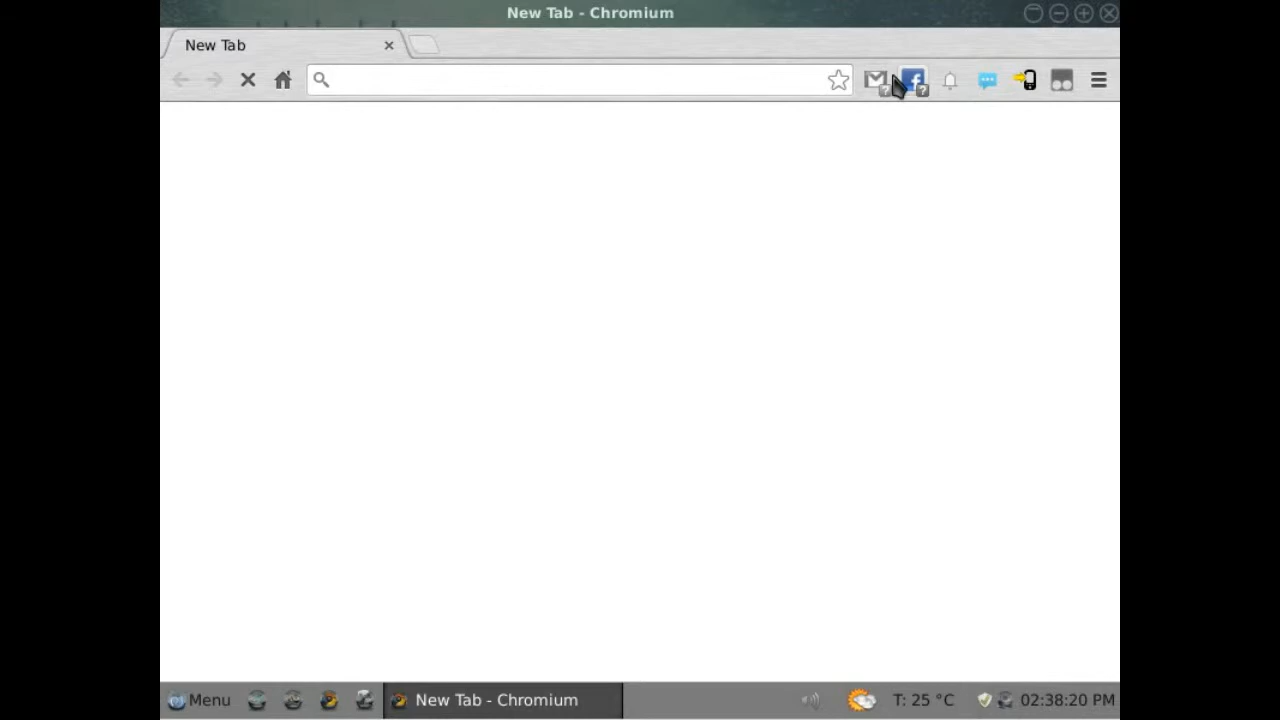 New Tab - Chromium
New Tab
Menu
New Tab - Chromium
T: 25 °C
02:38:20 PM